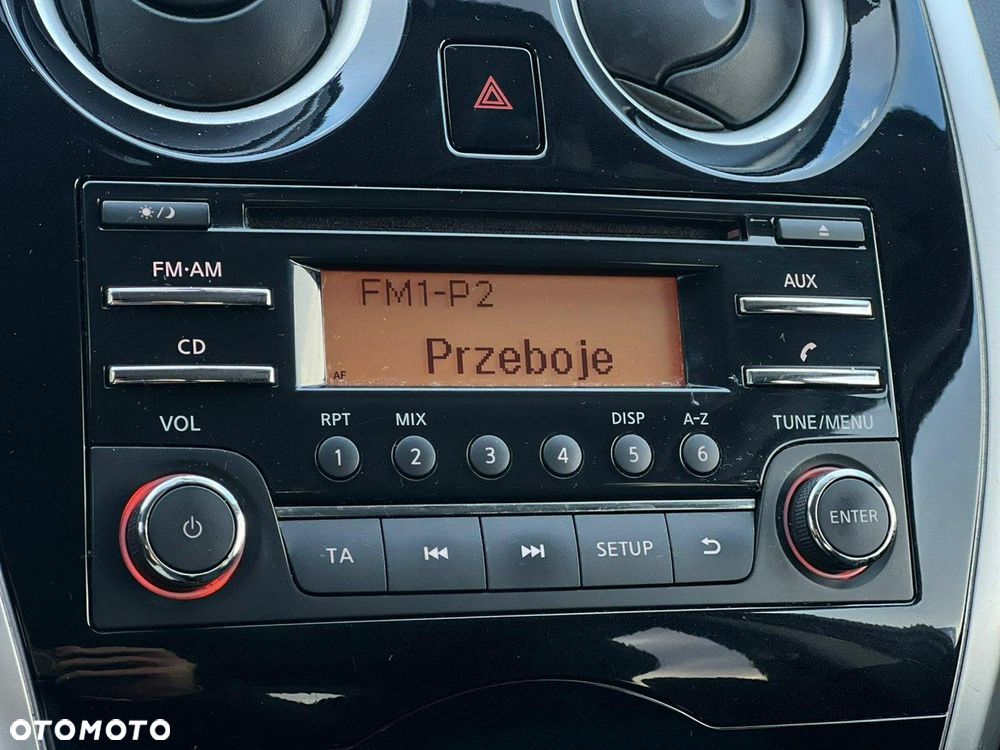 FM·AM
AUX
FM1-P2
CD
Przeboje
AF
VOL
RPT
MIX
DISP
A-Z
TUNE/MENU
1
2
3
4
5
6
ENTER
TA
SETUP
OTOMOTO